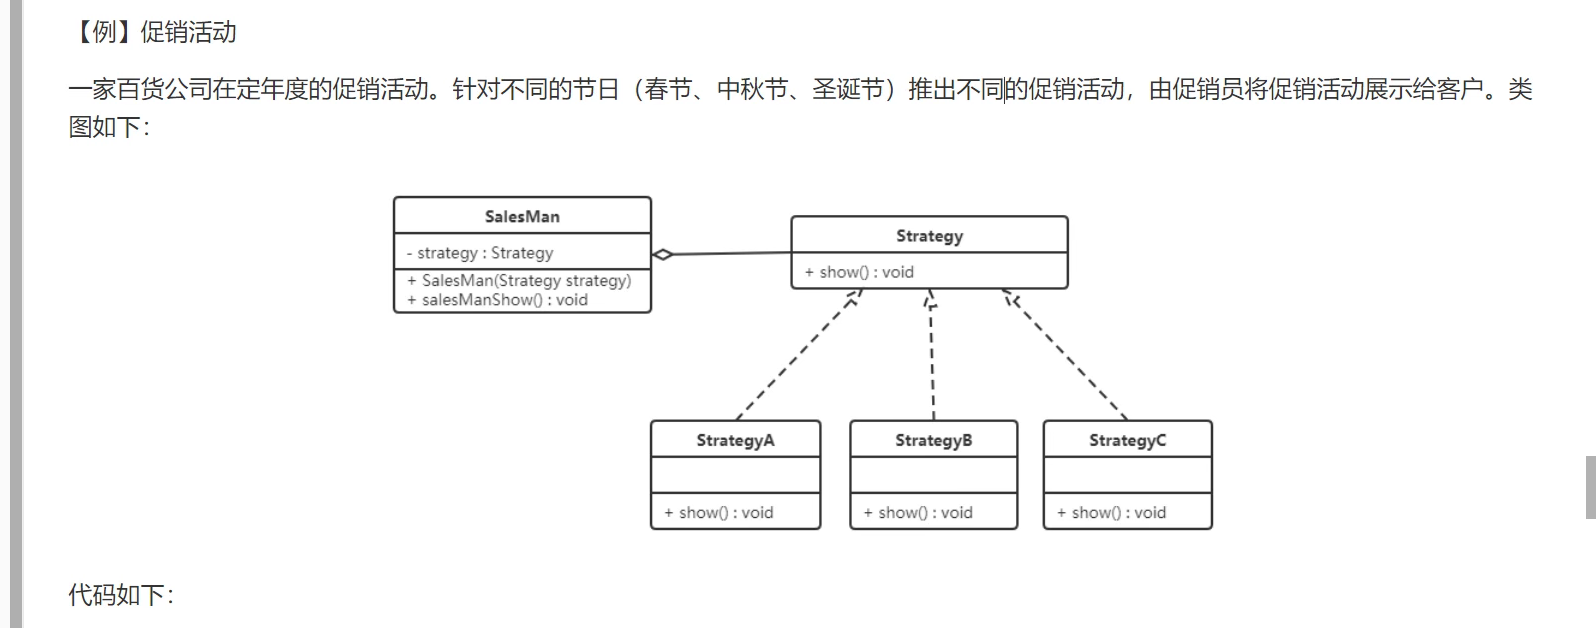 【例】促销活动
一家百货公司在定年度的促销活动。针对不同的节日（春节、中秋节、圣诞节）推出不同的促销活动，由促销员将促销活动展示给客户。类
图如下：
SalesMan
- strategy : Strategy
+ SalesMan(Strategy strategy)
+ salesManShow() : void
Strategy
+ show() : void
StrategyA
+ show() : void
StrategyB
+ show() : void
StrategyC
+ show() : void
代码如下：